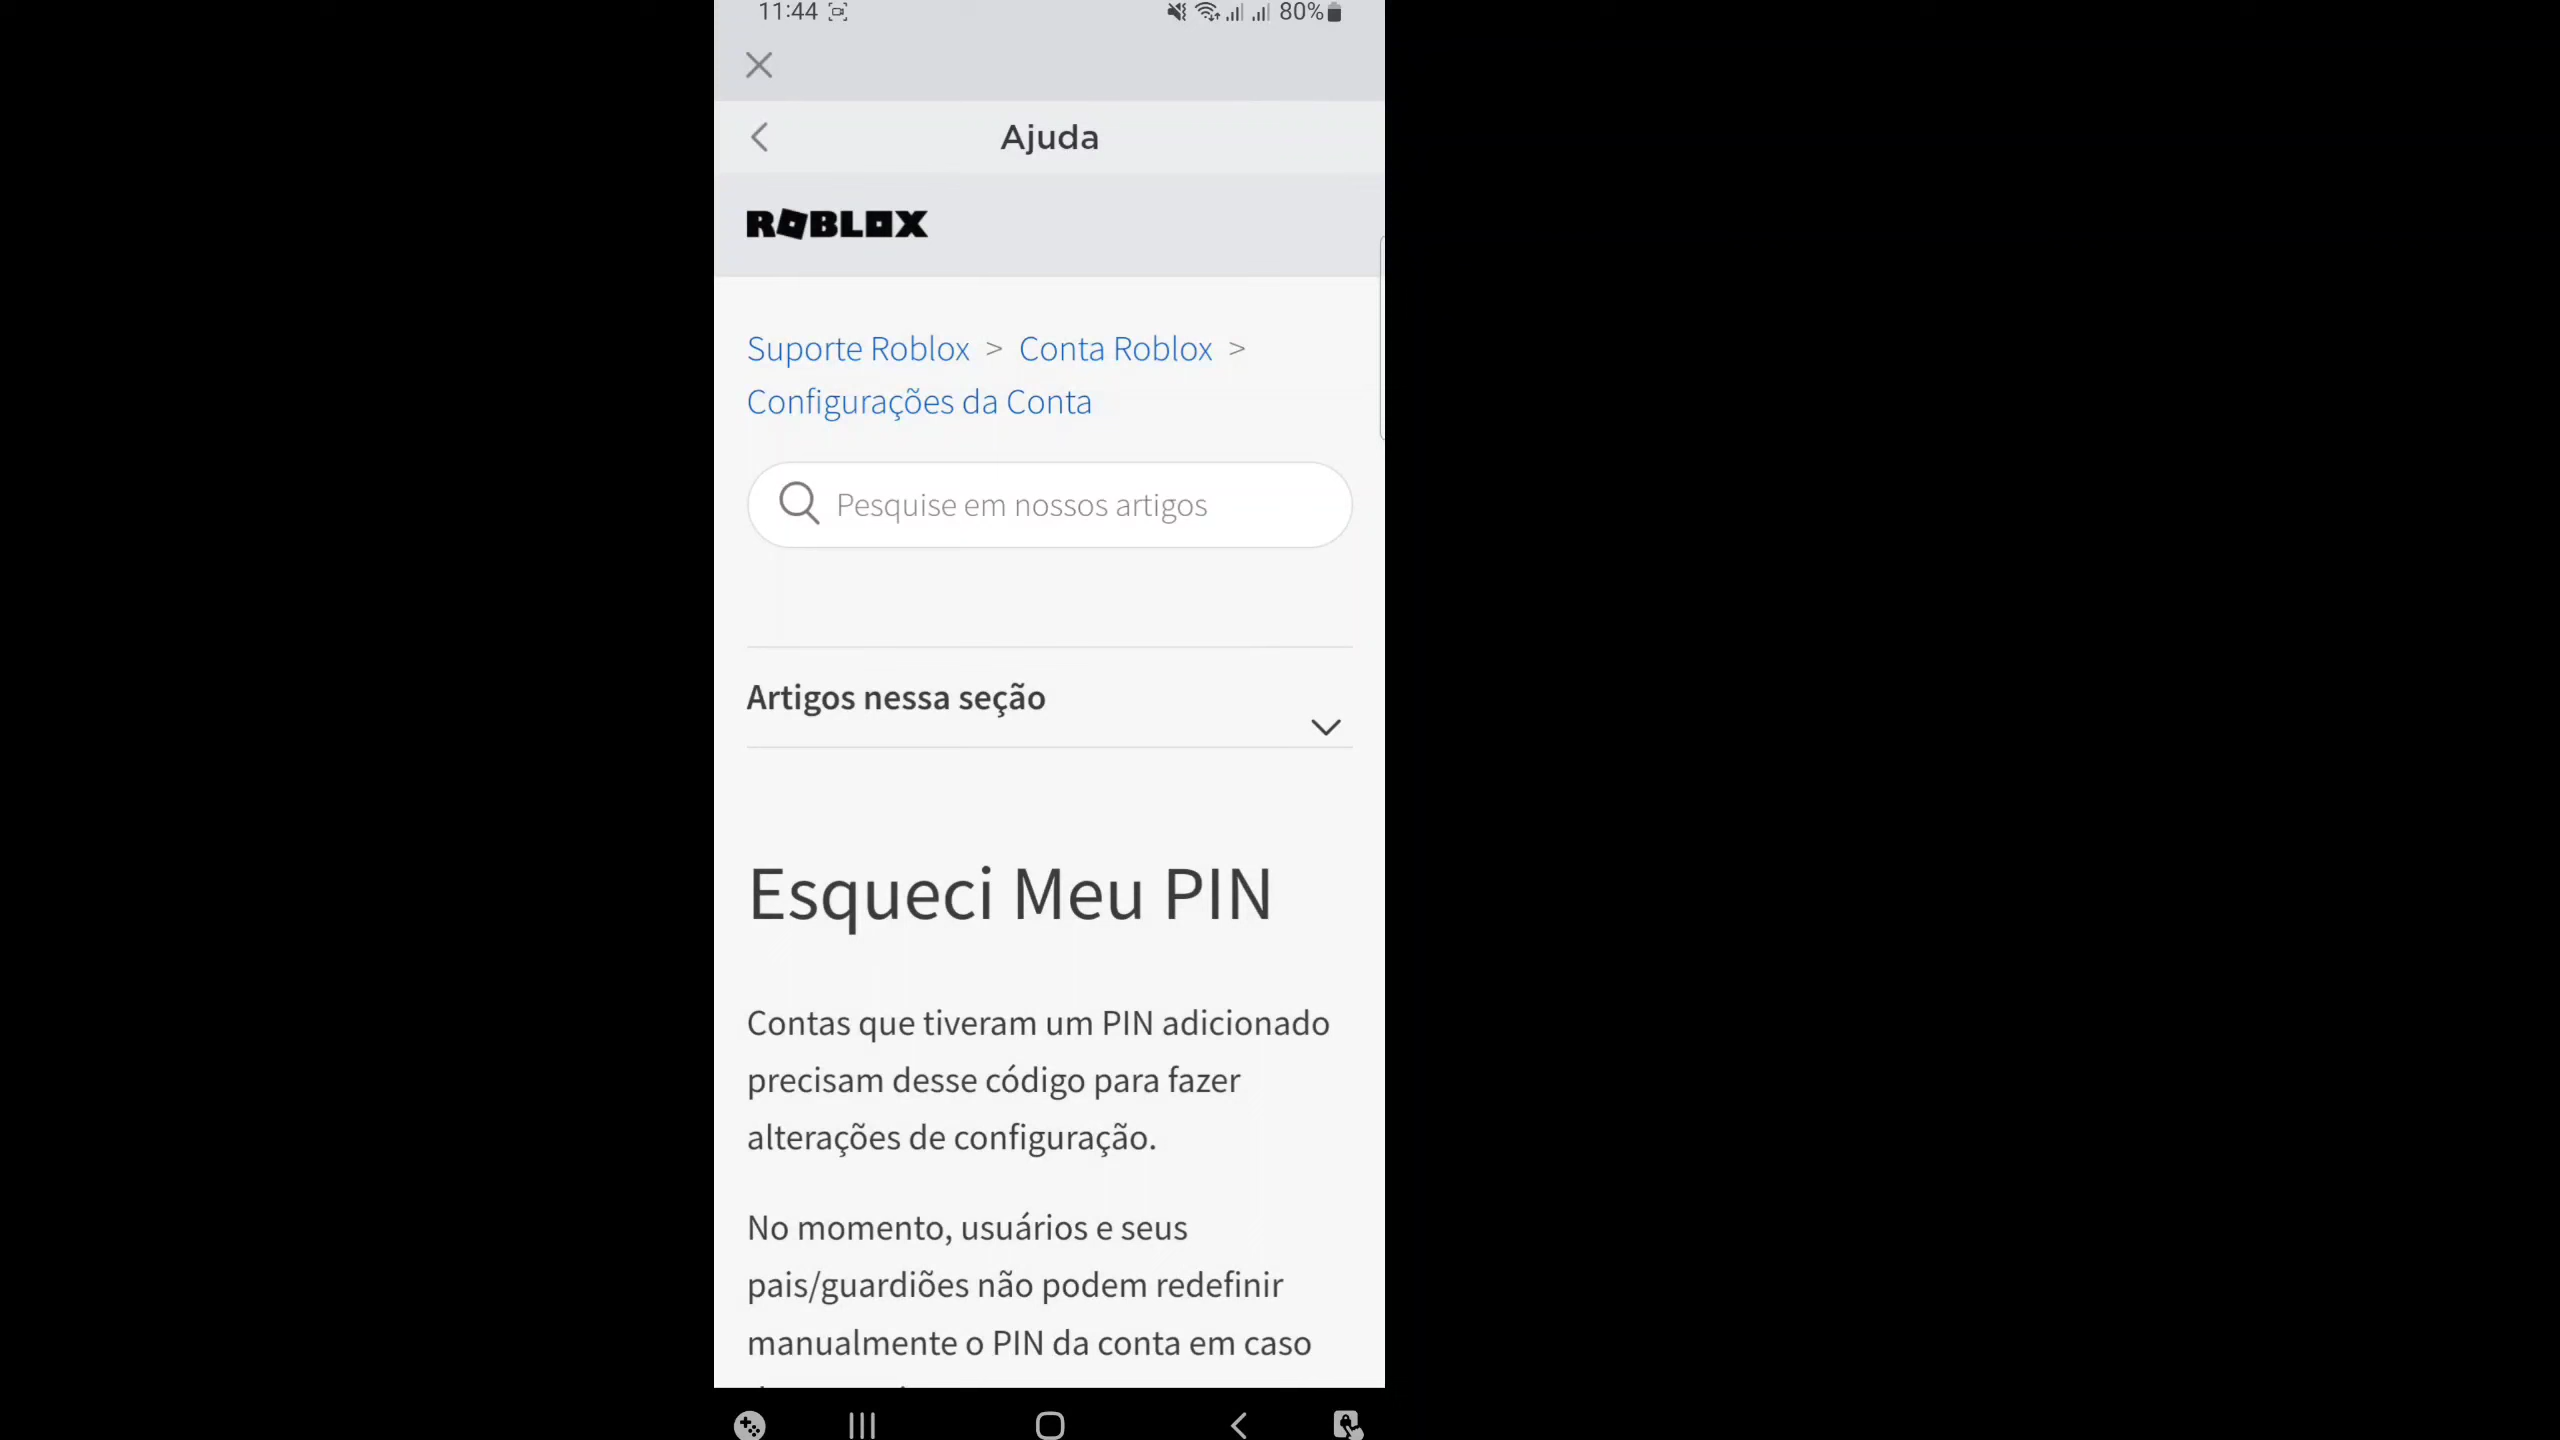 11:44
80%
Ajuda
ROBLOX
Suporte Roblox > Conta Roblox >
Configurações da Conta
Pesquise em nossos artigos
Artigos nessa seção
Esqueci Meu PIN
Contas que tiveram um PIN adicionado
precisam desse código para fazer
alterações de configuração.
No momento, usuários e seus
pais/guardiões não podem redefinir
manualmente o PIN da conta em caso